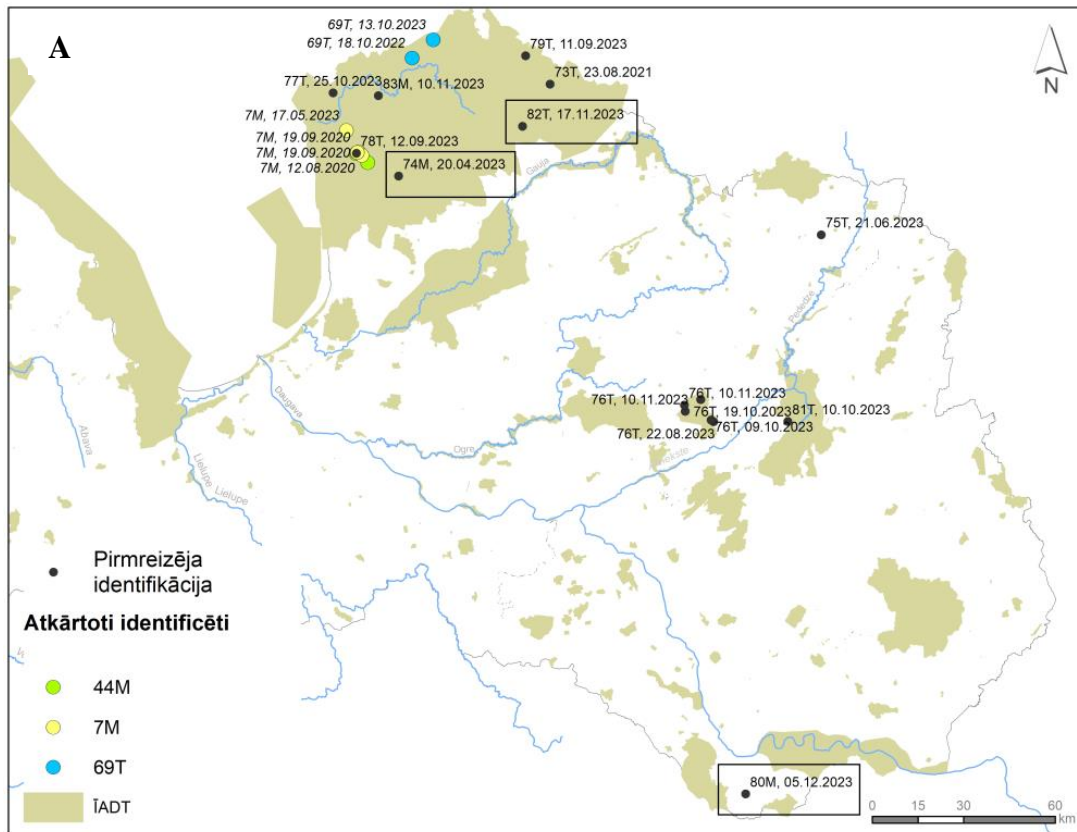 A
69T, 13.10.2023
69T, 18.10.2022
79T, 11.09.2023
77T, 25.10.2023
83M, 10.11.2023
73T, 23.08.2021
7M, 17.05.2023
82T, 17.11.2023
7M, 19.09.2020
78T, 12.09.2023
7M, 19.09.2020
7M, 12.08.2020
74M, 20.04.2023
Gauja
N
75T, 21.06.2023
Pededze
Daugava
76T, 10.11.2023
76T, 10.11.2023
76T, 19.10.2023
81T, 10.10.2023
76T, 09.10.2023
76T, 22.08.2023
Abava
Ogre
Lielupe
Lielupe
Pirmreizēja
identifikācija
Atkārtoti identificēti
44M
7M
69T
ĪADT
80M, 05.12.2023
0 15 30 60
km